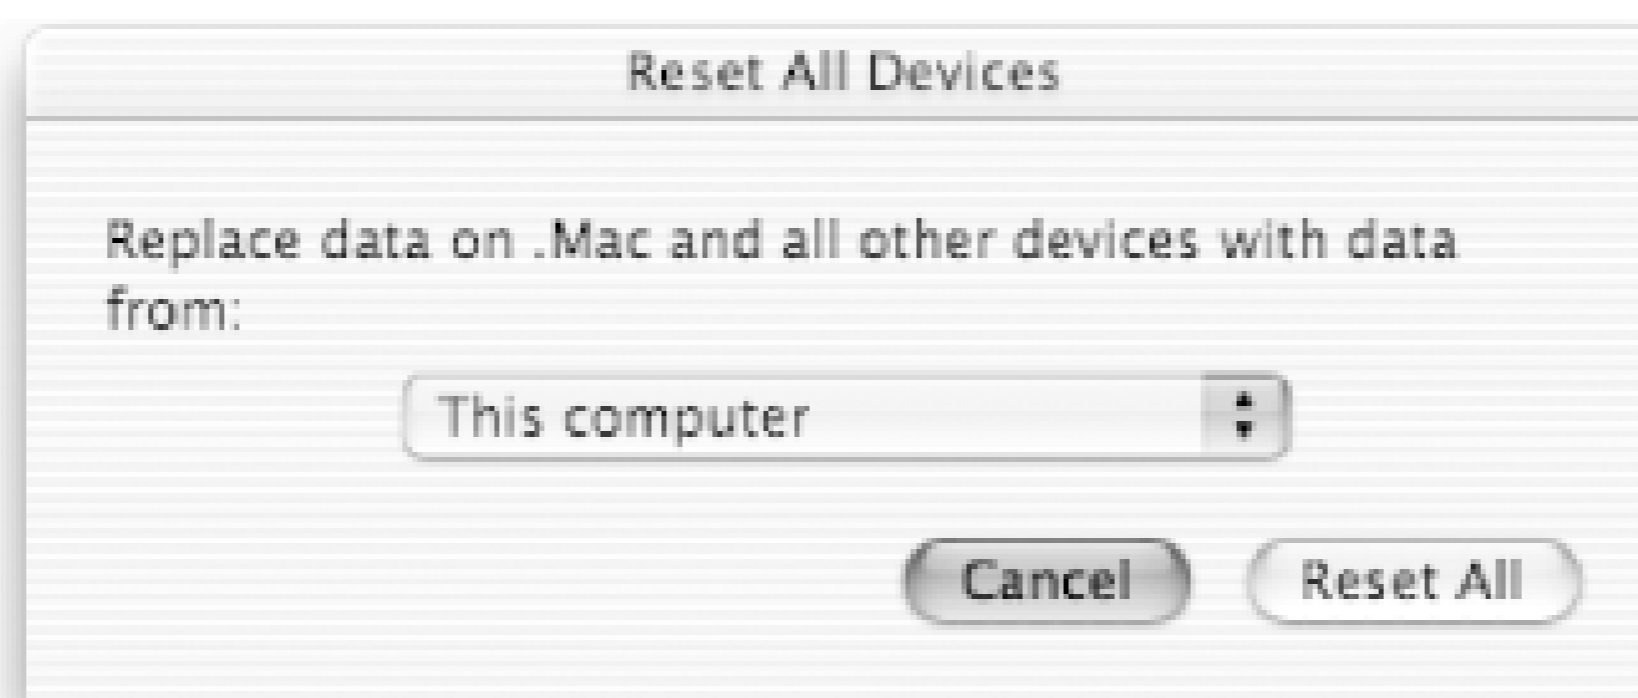 Reset All Devices
Replace data on .Mac and all other devices with data
from:
This computer
Cancel
Reset All